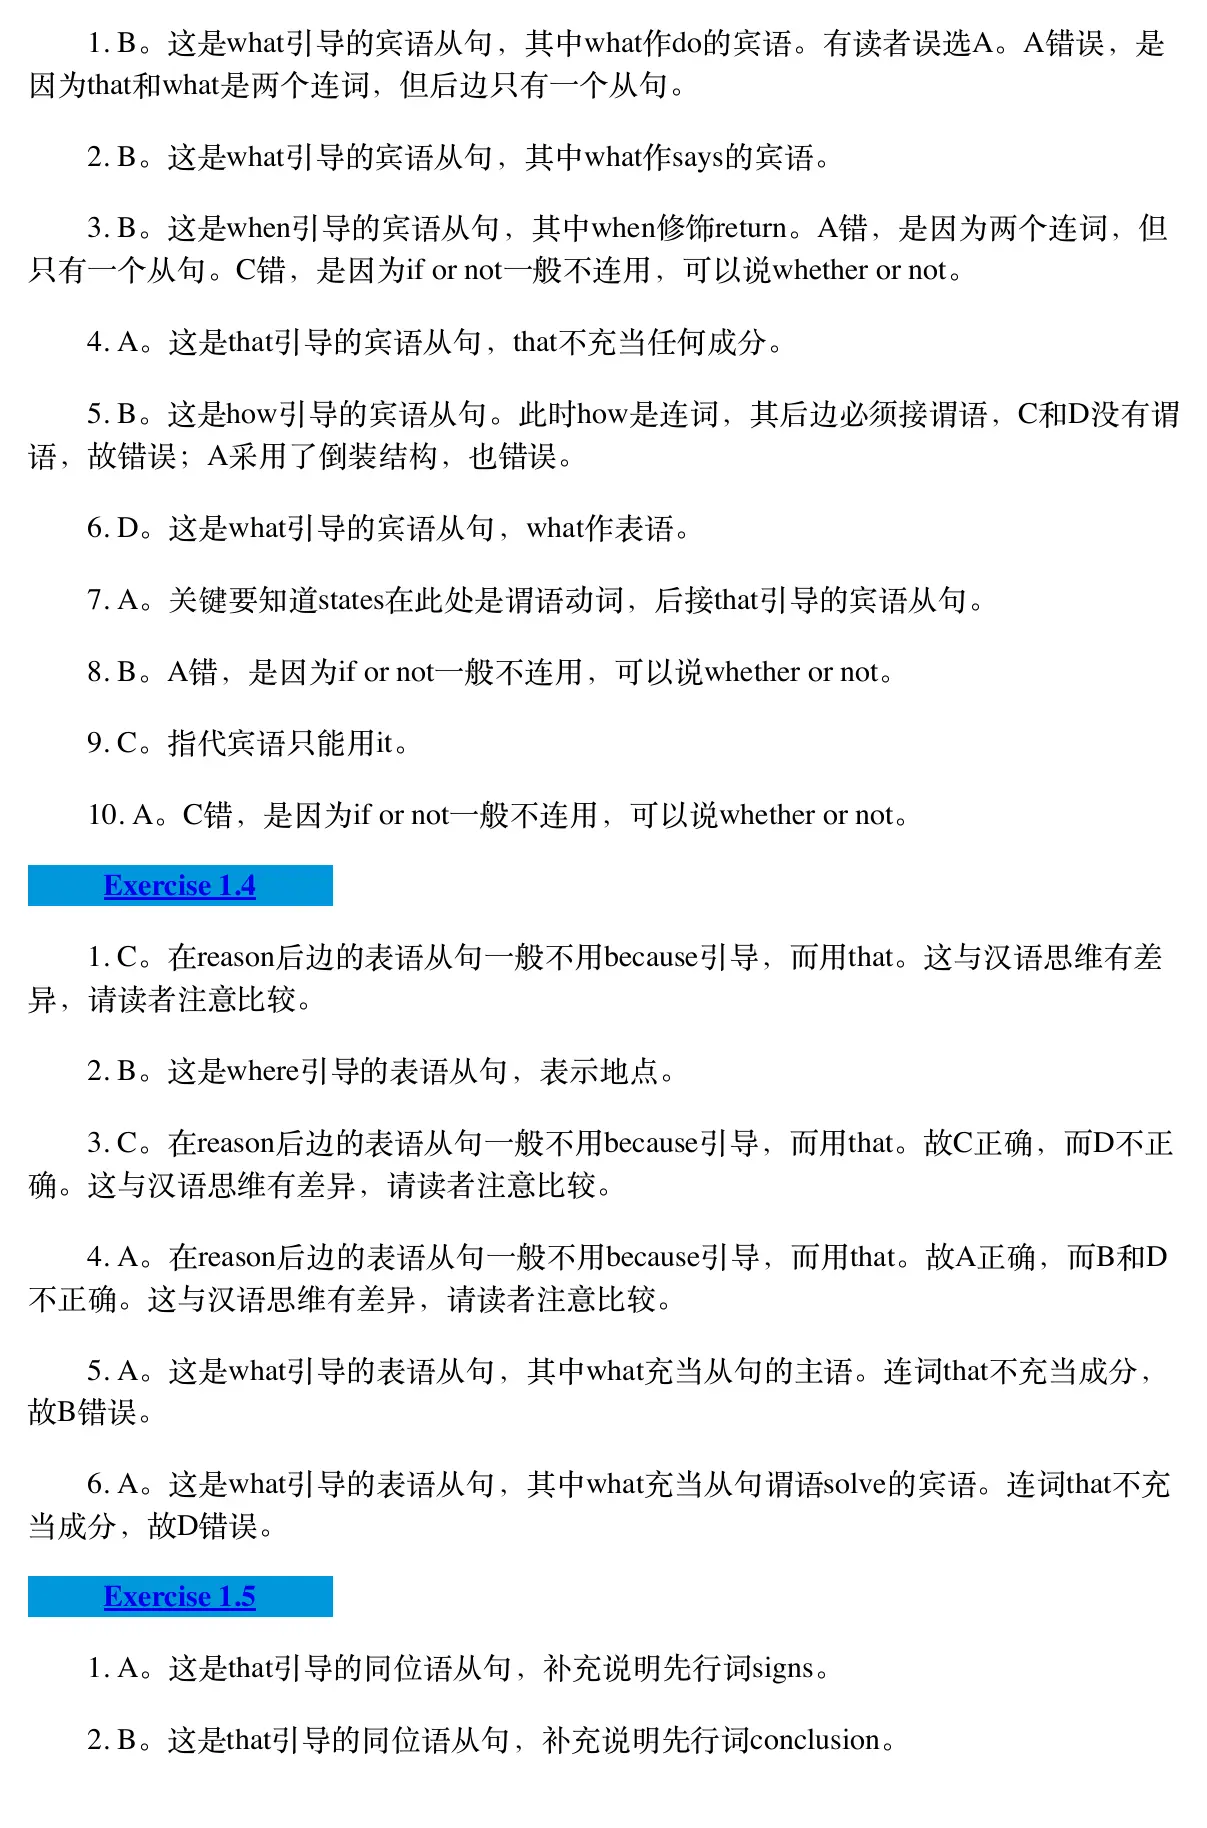 1. B。这是what引导的宾语从句，其中what作do的宾语。有读者误选A。A错误，是
因为that和what是两个连词，但后边只有一个从句。
2. B。这是what引导的宾语从句，其中what作says的宾语。
3. B。这是when引导的宾语从句，其中when修饰return。A错，是因为两个连词，但
只有一个从句。C错，是因为if or not一般不连用，可以说whether or not。
4. A。这是that引导的宾语从句，that不充当任何成分。
5. B。这是how引导的宾语从句。此时how是连词，其后边必须接谓语，C和D没有谓
语，故错误；A采用了倒装结构，也错误。
6. D。这是what引导的宾语从句，what作表语。
7. A。关键要知道states在此处是谓语动词，后接that引导的宾语从句。
8. B。A错，是因为if or not一般不连用，可以说whether or not。
9. C。指代宾语只能用it。
10. A。C错，是因为if or not一般不连用，可以说whether or not。
Exercise 1.4
1. C。在reason后边的表语从句一般不用because引导，而用that。这与汉语思维有差
异，请读者注意比较。
2. B。这是where引导的表语从句，表示地点。
3. C。在reason后边的表语从句一般不用because引导，而用that。故C正确，而D不正
确。这与汉语思维有差异，请读者注意比较。
4. A。在reason后边的表语从句一般不用because引导，而用that。故A正确，而B和D
不正确。这与汉语思维有差异，请读者注意比较。
5. A。这是what引导的表语从句，其中what充当从句的主语。连词that不充当成分，
故B错误。
6. A。这是what引导的表语从句，其中what充当从句谓语solve的宾语。连词that不充
当成分，故D错误。
Exercise 1.5
1. A。这是that引导的同位语从句，补充说明先行词signs。
2. B。这是that引导的同位语从句，补充说明先行词conclusion。